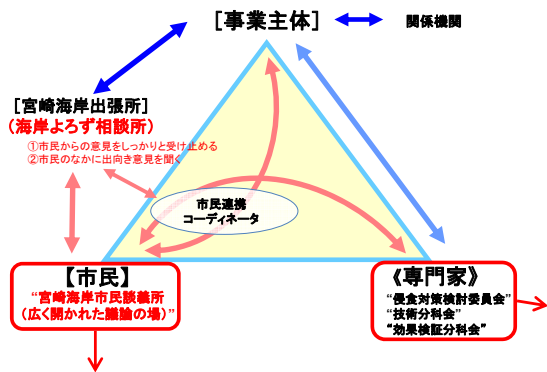 ［事業主体］
関係機関
［宮崎海岸出張所］
（海岸よろず相談所）
①市民からの意見をしっかりと受け止める
②市民のなかに出向き意見を聞く
市民連携
コーディネータ
【市民】
“宮崎海岸市民談義所
（広く開かれた議論の場）”
《専門家》
“侵食対策検討委員会”
“技術分科会”
“効果検証分科会”